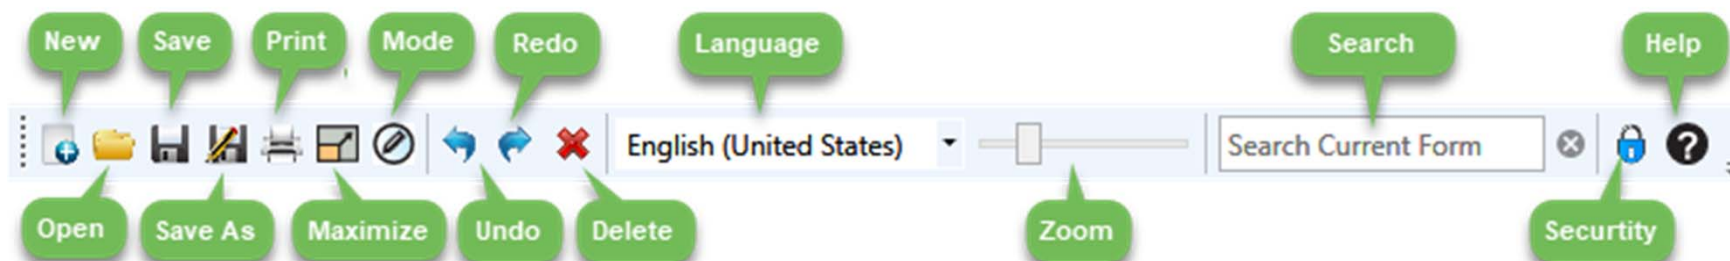 New Save Print Mode Redo Language Search Help
English (United States) Search Current Form
Open Save As Maximize Undo Delete Zoom Securtity